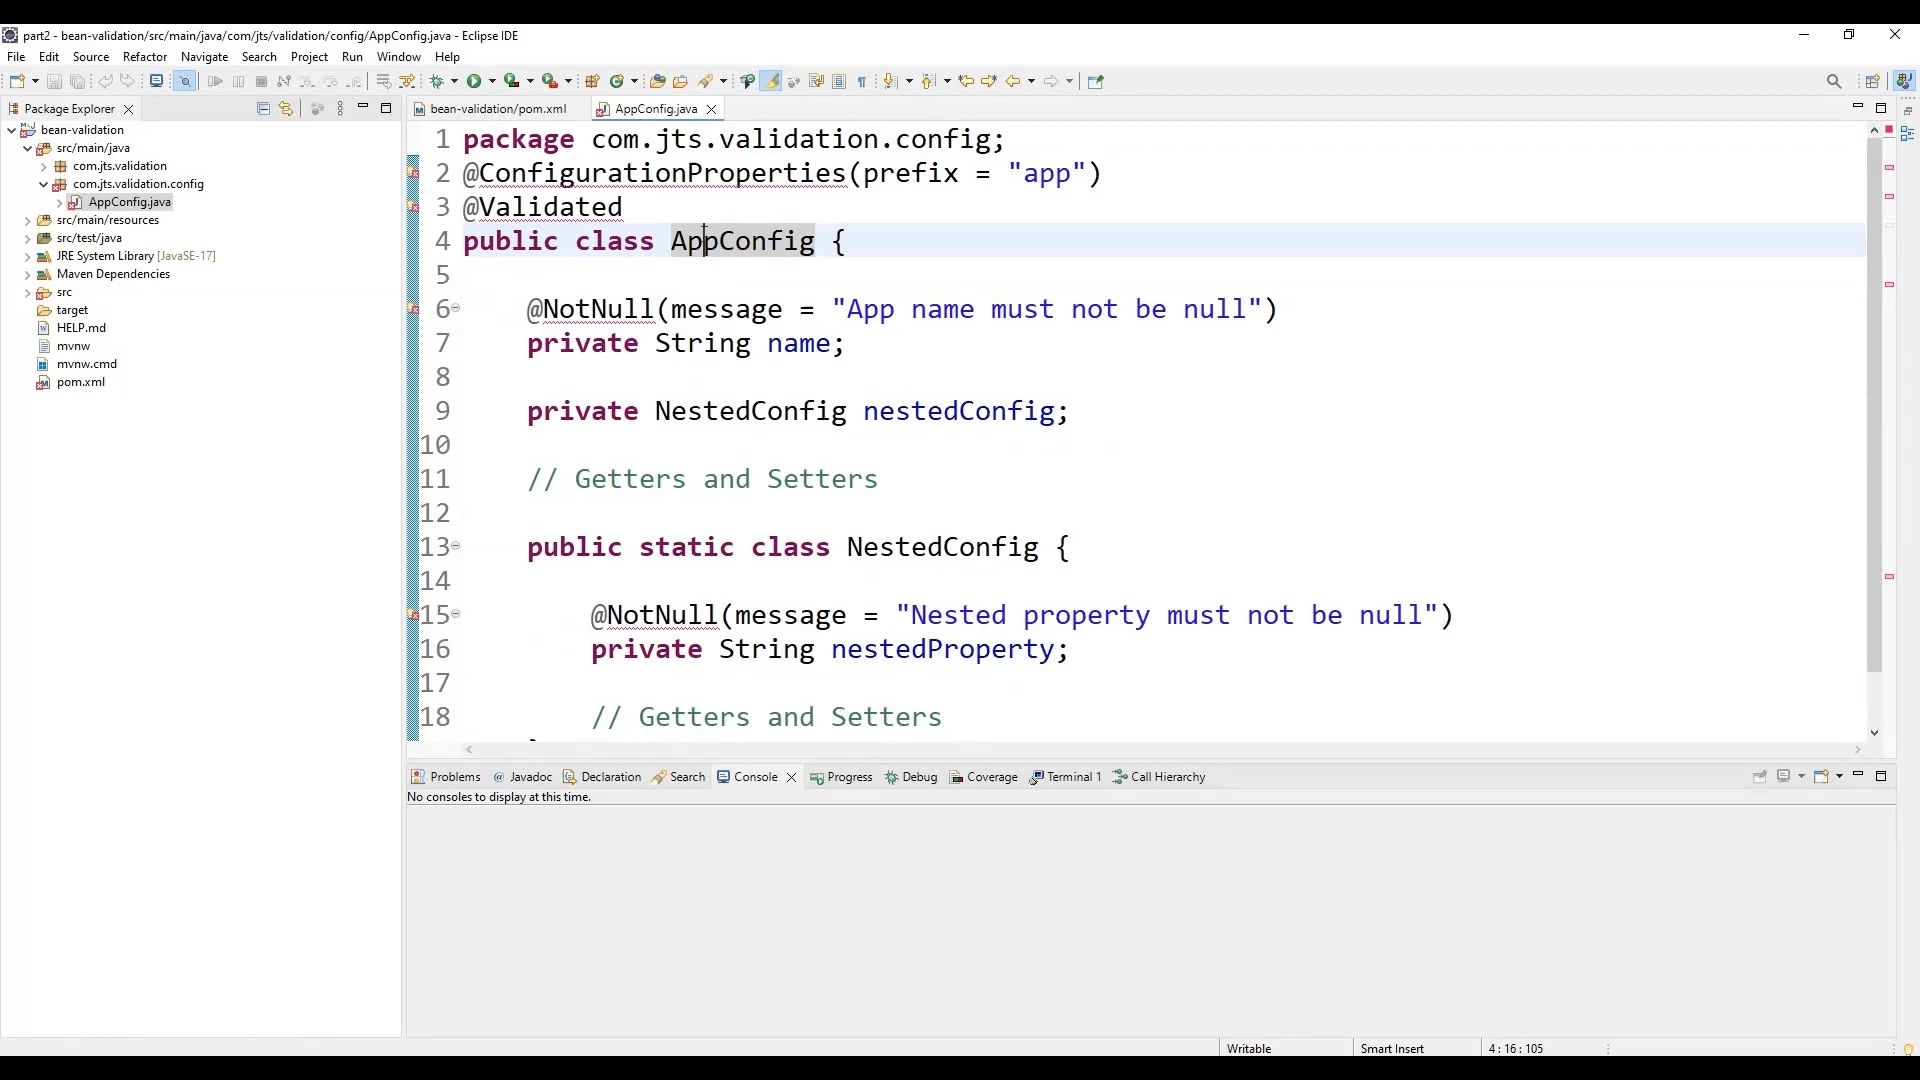 part2 - bean-validation/src/main/java/com/jts/validation/config/AppConfig.java - Eclipse IDE
File Edit Source Refactor Navigate Search Project Run Window Help
Package Explorer
bean-validation/pom.xml AppConfig.java
bean-validation
src/main/java
com.jts.validation
com.jts.validation.config
AppConfig.java
src/main/resources
src/test/java
JRE System Library [JavaSE-17]
Maven Dependencies
src
target
HELP.md
mvnw
mvnw.cmd
pom.xml
1 package com.jts.validation.config;
2 @ConfigurationProperties(prefix = "app")
3 @Validated
4 public class AppConfig {
5
6 @NotNull(message = "App name must not be null")
7 private String name;
8
9 private NestedConfig nestedConfig;
10
11 // Getters and Setters
12
13 public static class NestedConfig {
14
15 @NotNull(message = "Nested property must not be null")
16 private String nestedProperty;
17
18 // Getters and Setters
Problems Javadoc Declaration Search Console Progress Debug Coverage Terminal 1 Call Hierarchy
No consoles to display at this time.
Writable Smart Insert 4 : 16 : 105